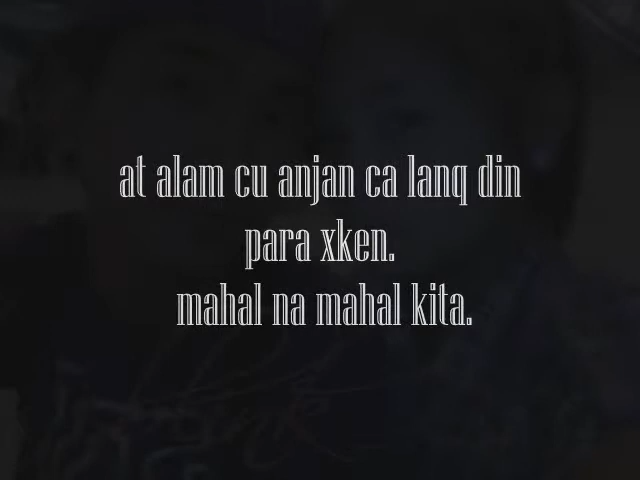 at alam cu anjan ca lanq din
para xken.
mahal na mahal kita.